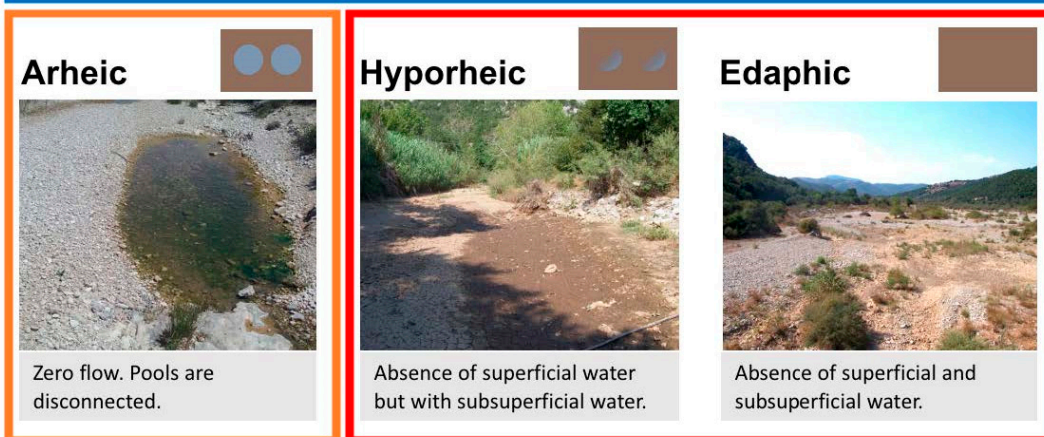 Arheic
Zero flow. Pools are
disconnected.
Hyporheic
Absence of superficial water
but with subsuperficial water.
Edaphic
Absence of superficial and
subsuperficial water.